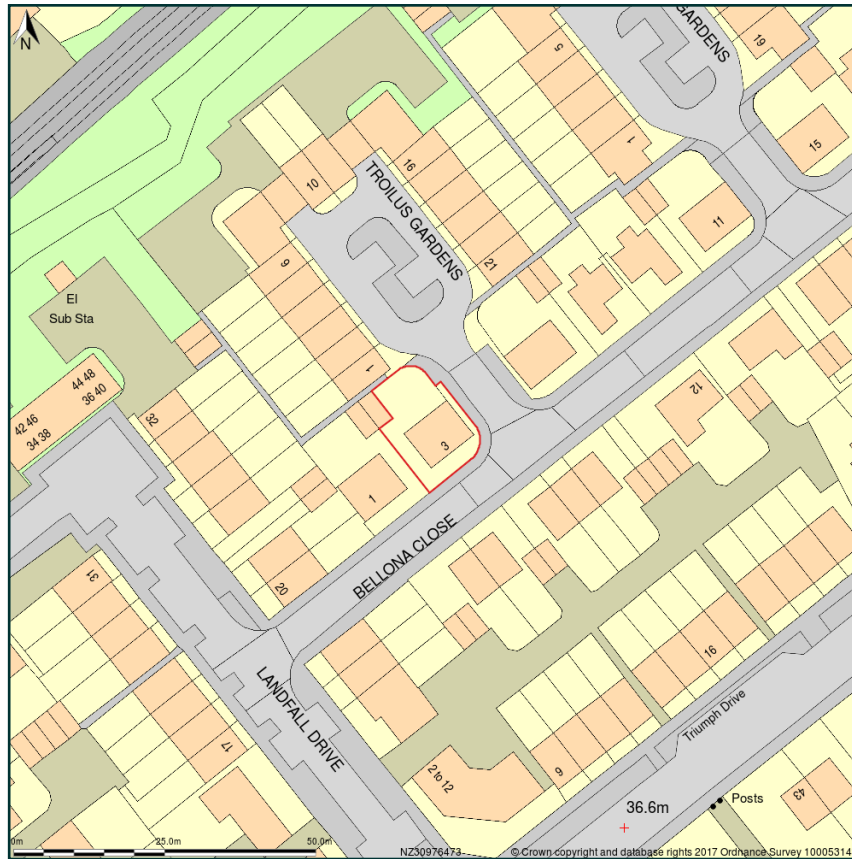 N
GARDENS
GARDENS
19
5
1
15
16
10
TROILUS GARDENS
11
El
Sub Sta
9
21
44 48
36 40
42 46
34 38
1
32
12
3
1
BELLONA CLOSE
20
31
16
LANDFALL DRIVE
Triumph Drive
17
2 to 12
6
36.6m
Posts
43
0m 25.0m 50.0m
NZ30976473 © Crown copyright and database rights 2017 Ordnance Survey 10005314